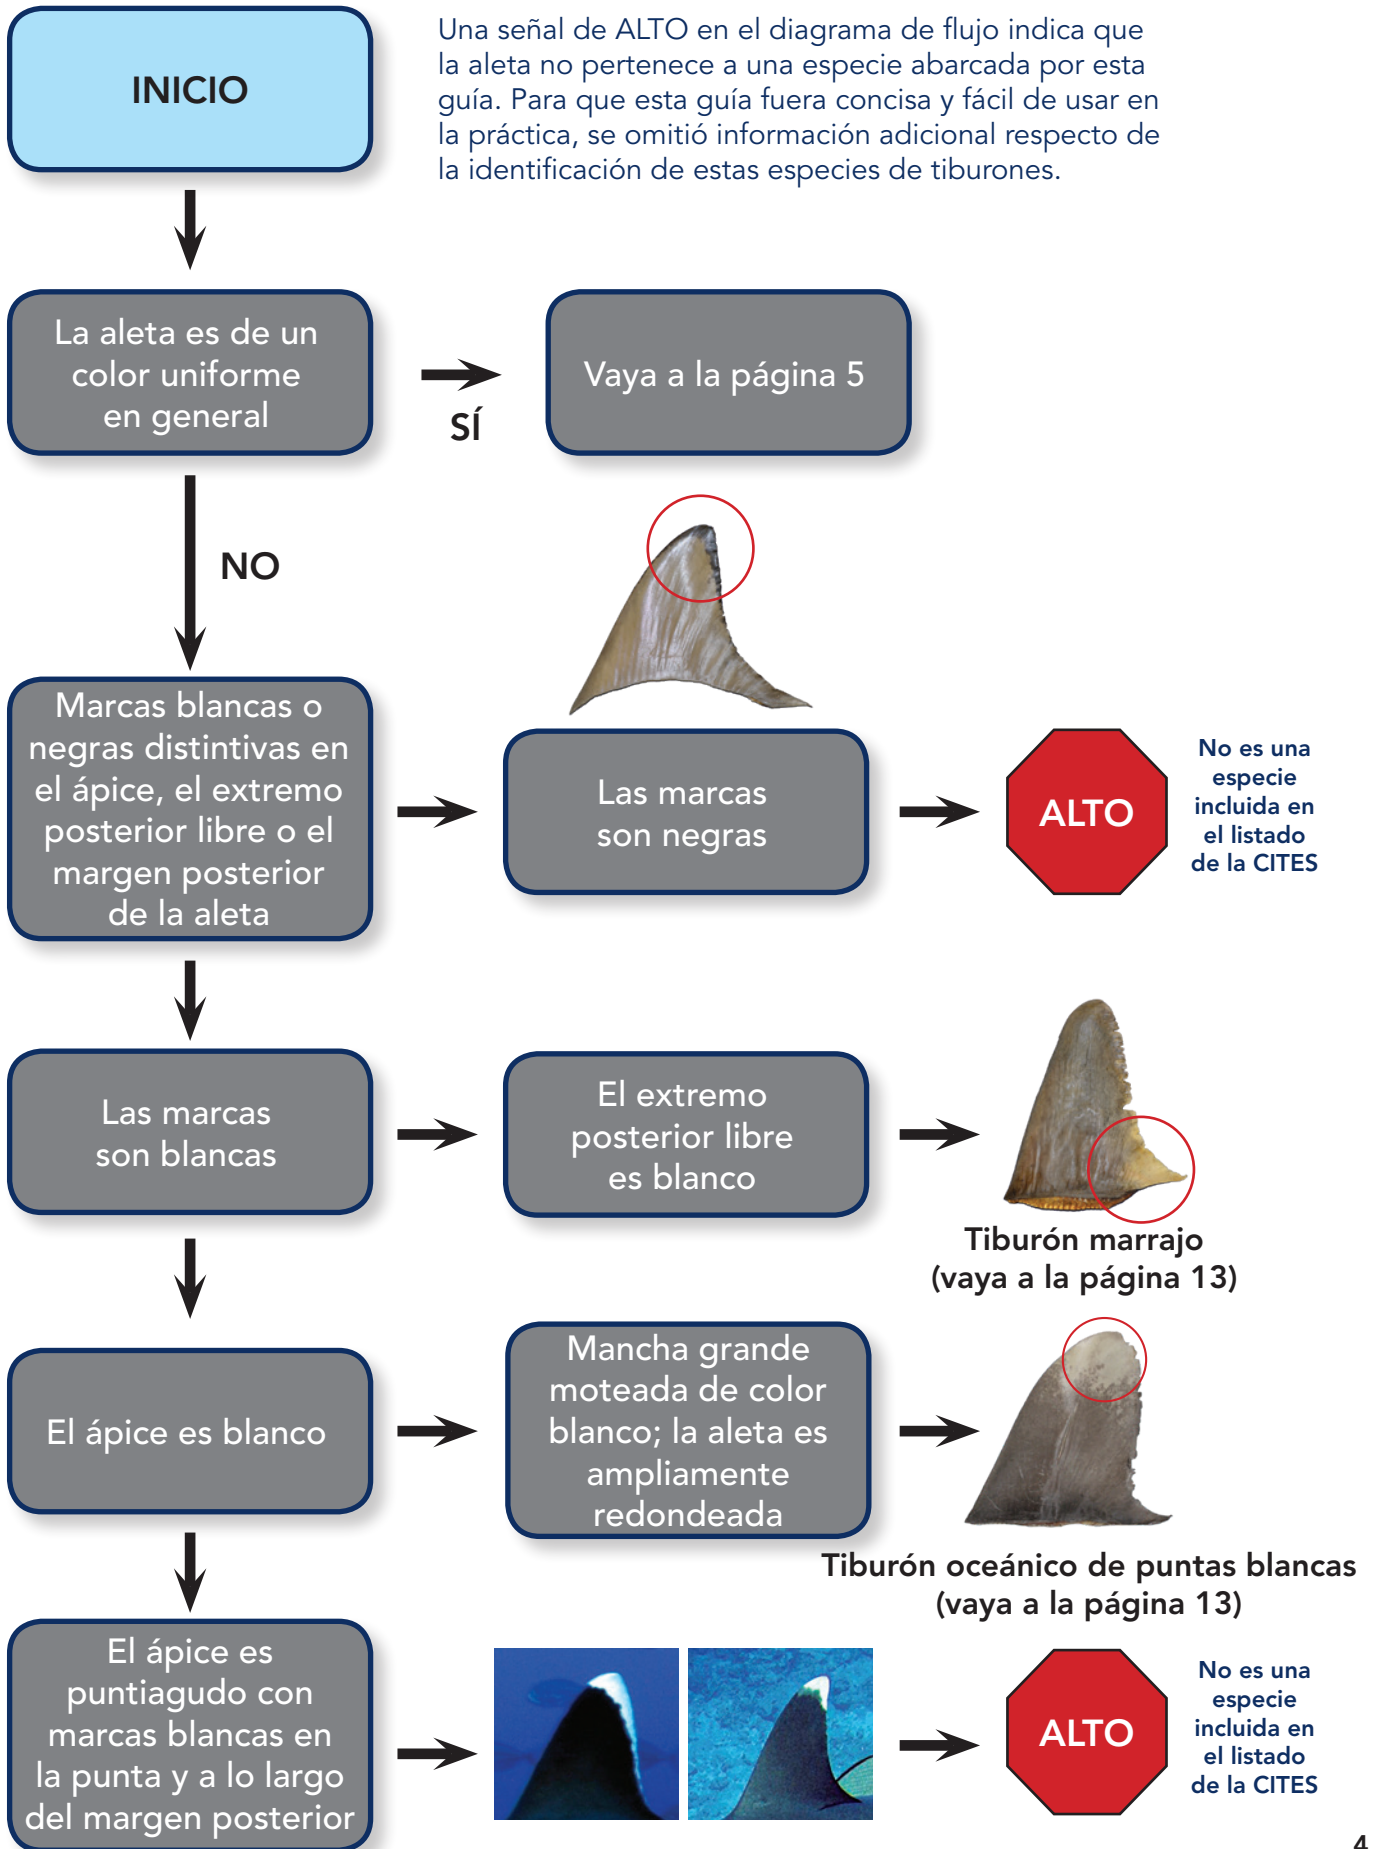 INICIO
Una señal de ALTO en el diagrama de flujo indica que
la aleta no pertenece a una especie abarcada por esta
guía. Para que esta guía fuera concisa y fácil de usar en
la práctica, se omitió información adicional respecto de
la identificación de estas especies de tiburones.
La aleta es de un
color uniforme
en general
SÍ
Vaya a la página 5
NO
Marcas blancas o
negras distintivas en
el ápice, el extremo
posterior libre o el
margen posterior
de la aleta
Las marcas
son negras
ALTO
No es una
especie
incluida en
el listado
de la CITES
Las marcas
son blancas
El extremo
posterior libre
es blanco
Tiburón marrajo
(vaya a la página 13)
El ápice es blanco
Mancha grande
moteada de color
blanco; la aleta es
ampliamente
redondeada
Tiburón oceánico de puntas blancas
(vaya a la página 13)
El ápice es
puntiagudo con
marcas blancas en
la punta y a lo largo
del margen posterior
ALTO
No es una
especie
incluida en
el listado
de la CITES
4